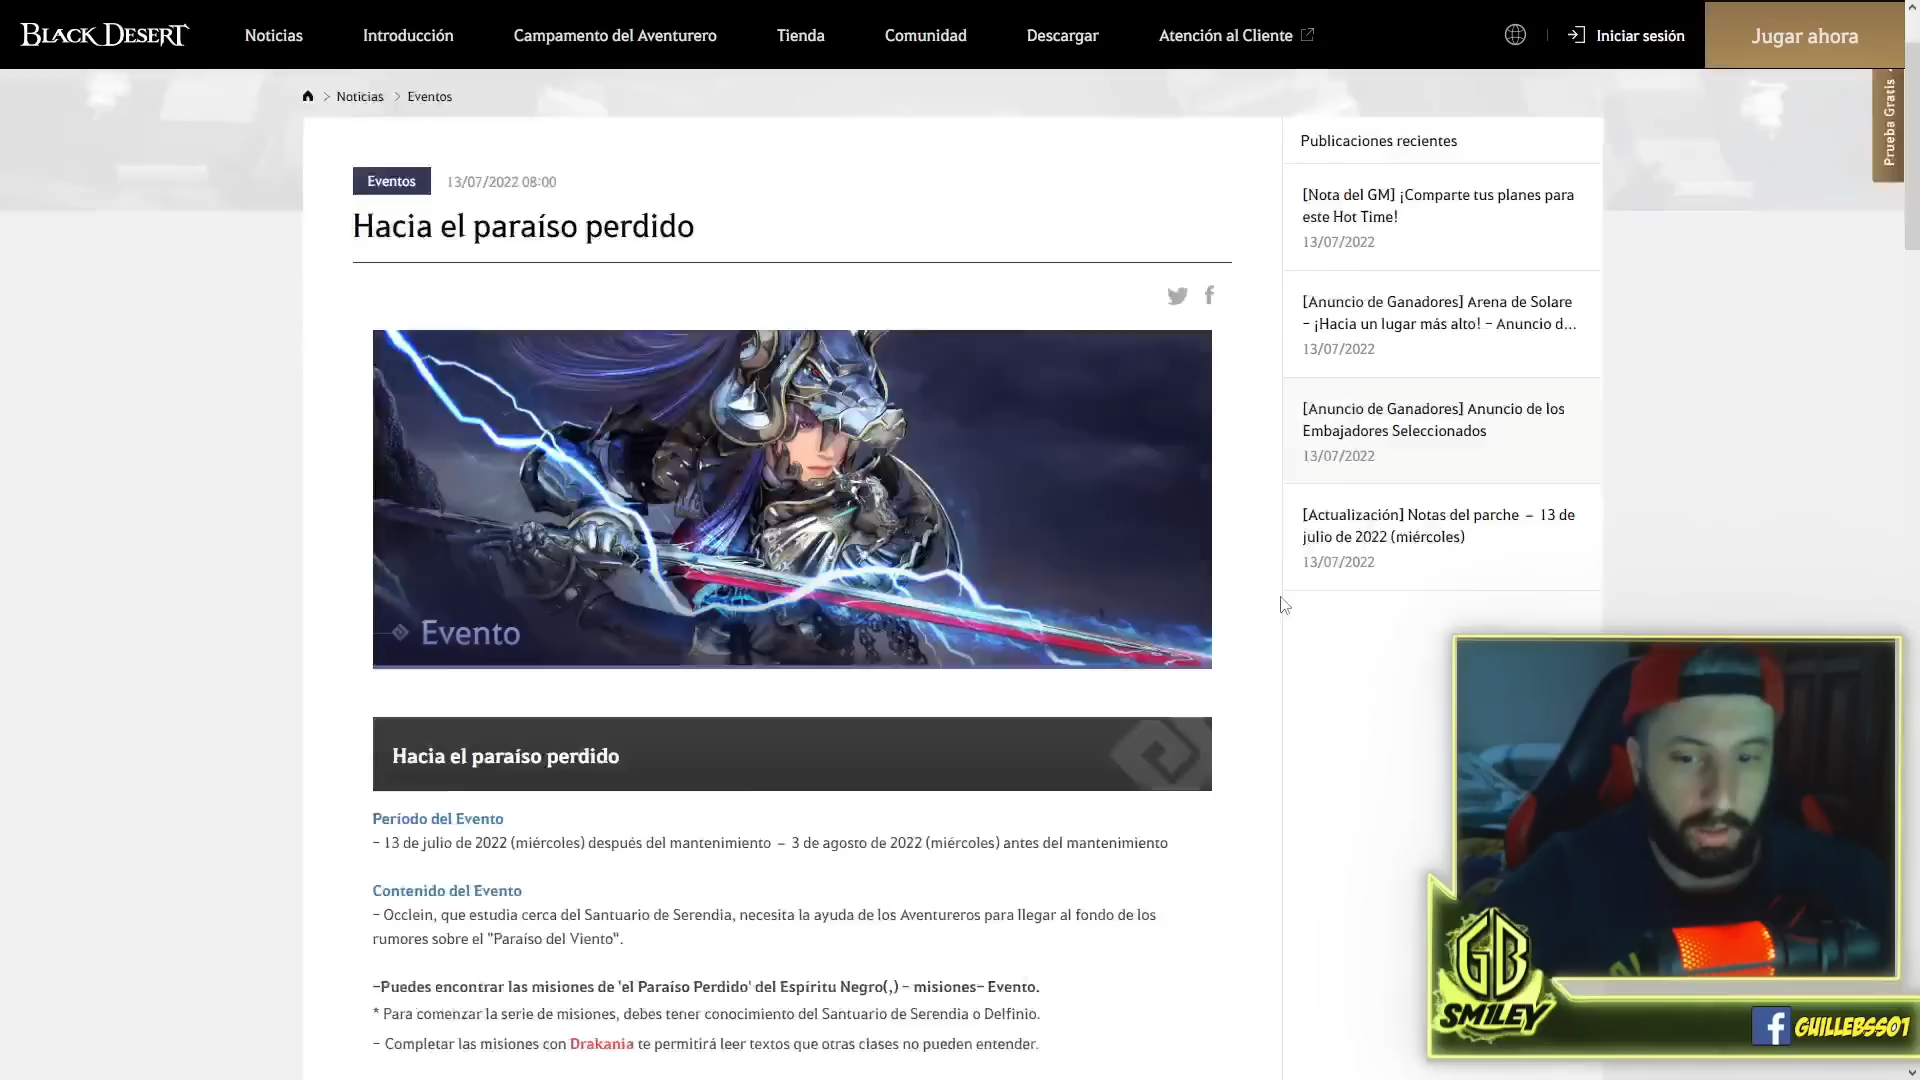 BLACK DESERT
Noticias
Introducción
Campamento del Aventurero
Tienda
Comunidad
Descargar
Atención al Cliente
Iniciar sesión
Jugar ahora
Prueba Gratis
> Noticias > Eventos
Eventos
13/07/2022 08:00
Hacia el paraíso perdido
Evento
Hacia el paraíso perdido
Período del Evento
- 13 de julio de 2022 (miércoles) después del mantenimiento – 3 de agosto de 2022 (miércoles) antes del mantenimiento
Contenido del Evento
- Occlein, que estudia cerca del Santuario de Serendia, necesita la ayuda de los Aventureros para llegar al fondo de los
rumores sobre el "Paraíso del Viento".
-Puedes encontrar las misiones de 'el Paraíso Perdido' del Espíritu Negro(,) - misiones- Evento.
* Para comenzar la serie de misiones, debes tener conocimiento del Santuario de Serendia o Delfinio.
- Completar las misiones con Drakania te permitirá leer textos que otras clases no pueden entender.
Publicaciones recientes
[Nota del GM] ¡Comparte tus planes para
este Hot Time!
13/07/2022
[Anuncio de Ganadores] Arena de Solare
- ¡Hacia un lugar más alto! - Anuncio d...
13/07/2022
[Anuncio de Ganadores] Anuncio de los
Embajadores Seleccionados
13/07/2022
[Actualización] Notas del parche – 13 de
julio de 2022 (miércoles)
13/07/2022
GB
SMILEY
f GUILLEBSS01